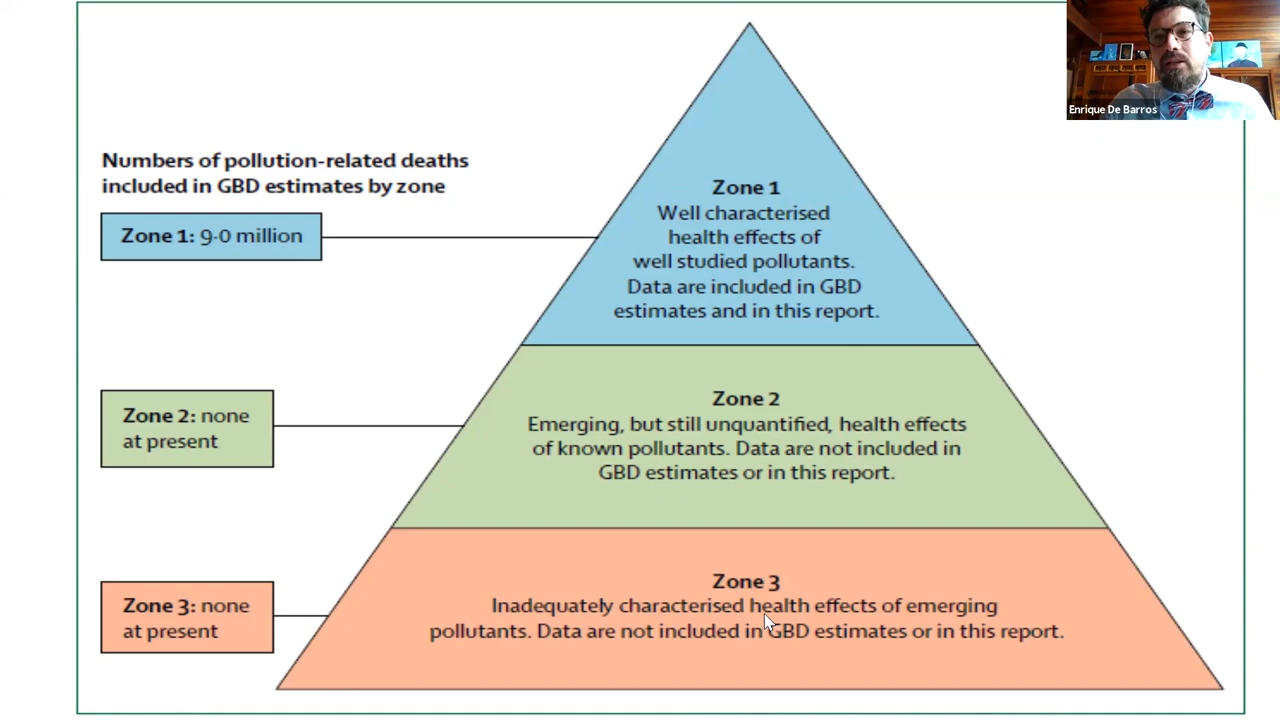 Enrique De Barros
Numbers of pollution-related deaths
included in GBD estimates by zone
Zone 1: 9·0 million
Zone 2: none
at present
Zone 3: none
at present
Zone 1
Well characterised
health effects of
well studied pollutants.
Data are included in GBD
estimates and in this report.
Zone 2
Emerging, but still unquantified, health effects
of known pollutants. Data are not included in
GBD estimates or in this report.
Zone 3
Inadequately characterised health effects of emerging
pollutants. Data are not included in GBD estimates or in this report.